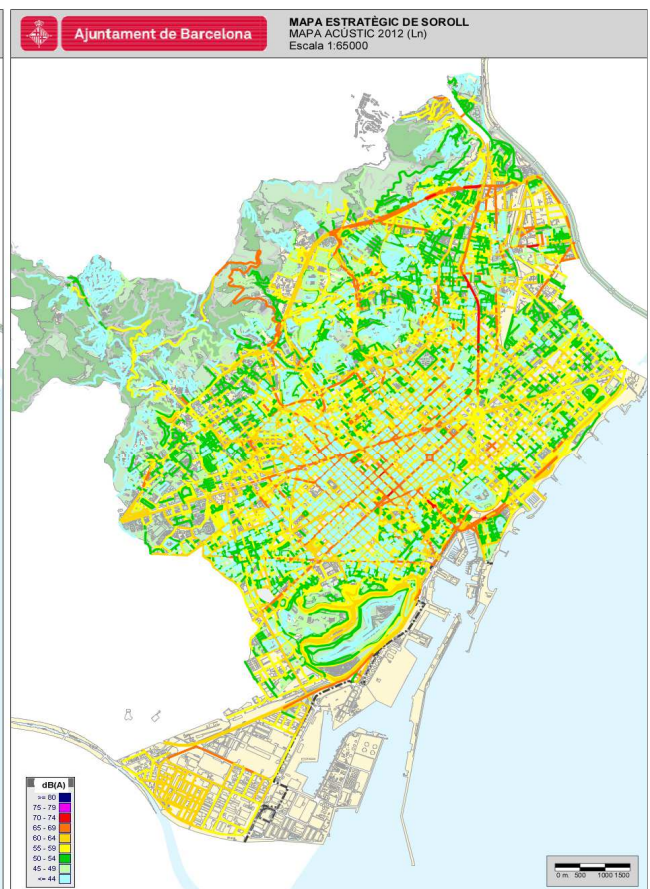 Ajuntament de Barcelona
MAPA ESTRATÈGIC DE SOROLL
MAPA ACÚSTIC 2012 (Ln)
Escala 1:65000
dB(A)
>= 80
75 - 79
70 - 74
65 - 69
60 - 64
55 - 59
50 - 54
45 - 49
<= 44
0 m. 500 1000 1500